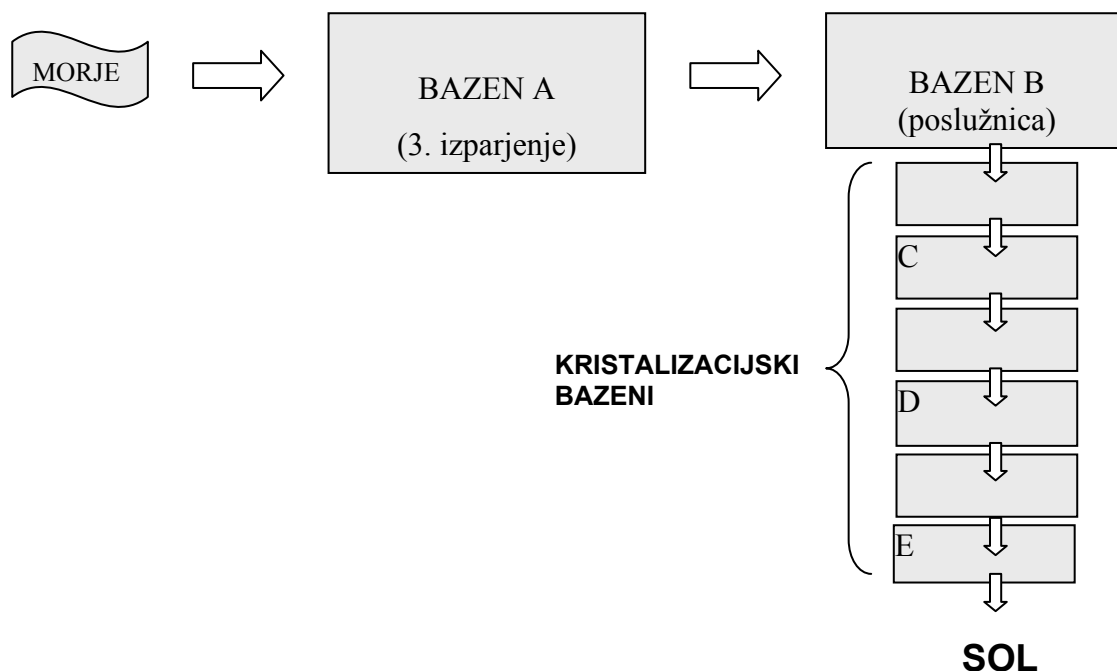 MORJE
BAZEN A
(3. izparjenje)
BAZEN B
(poslužnica)
C
KRISTALIZACIJSKI
BAZENI
D
E
SOL